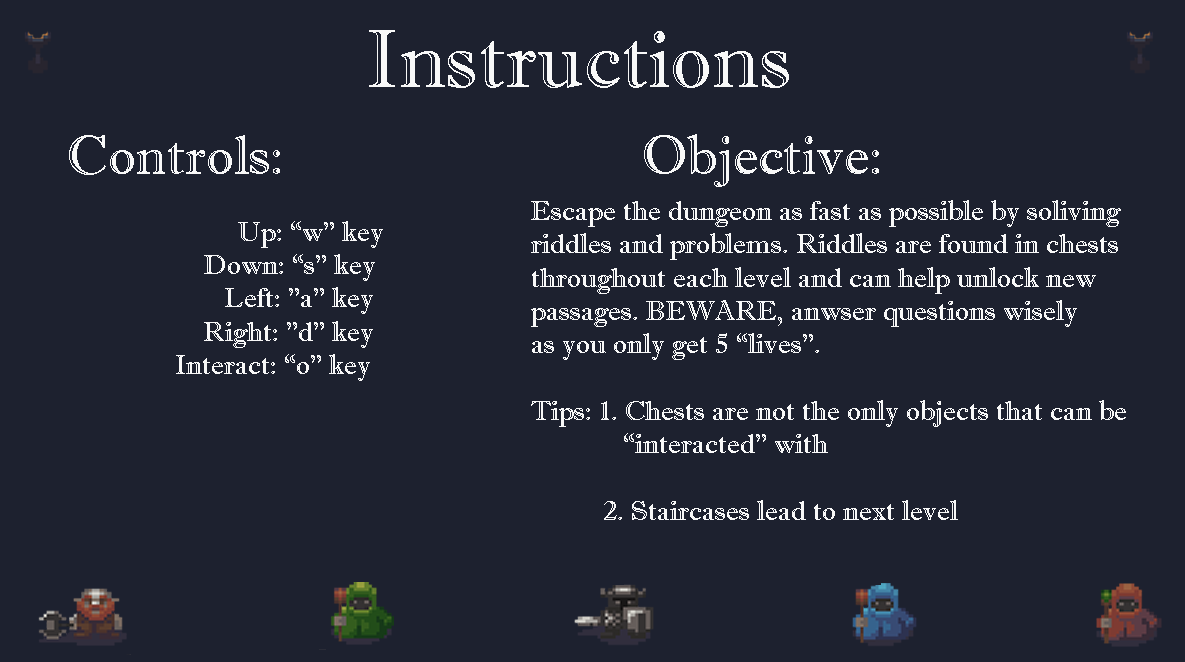 Instructions
Controls:
Up: “w” key
Down: “s” key
Left: ”a” key
Right: ”d” key
Interact: “o” key
Objective:
Escape the dungeon as fast as possible by soliving
riddles and problems. Riddles are found in chests
throughout each level and can help unlock new
passages. BEWARE, anwser questions wisely
as you only get 5 “lives”.
Tips: 1. Chests are not the only objects that can be
“interacted” with
2. Staircases lead to next level